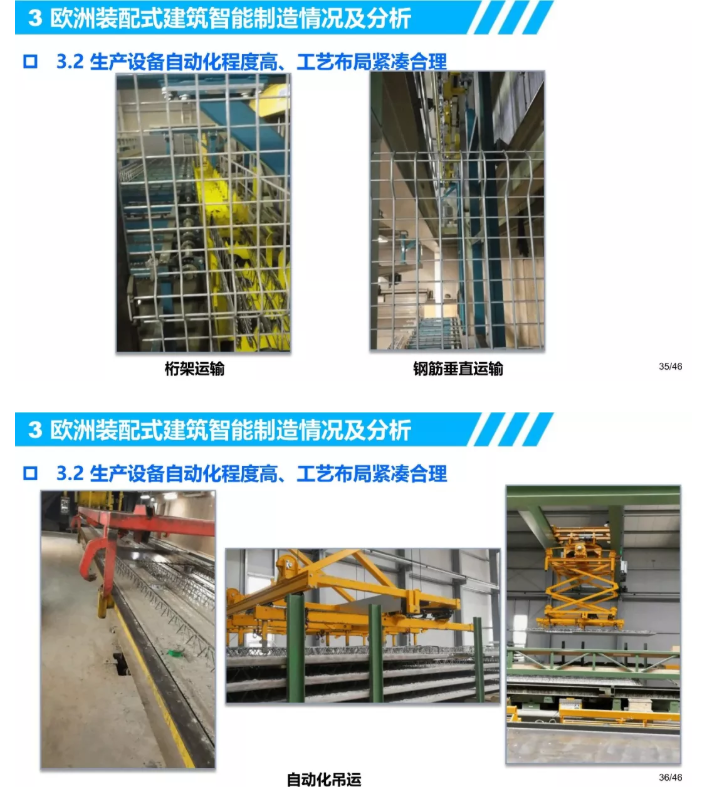 3 欧洲装配式建筑智能制造情况及分析
3.2 生产设备自动化程度高、工艺布局紧凑合理
桁架运输
钢筋垂直运输
35/46
3 欧洲装配式建筑智能制造情况及分析
3.2 生产设备自动化程度高、工艺布局紧凑合理
自动化吊运
36/46